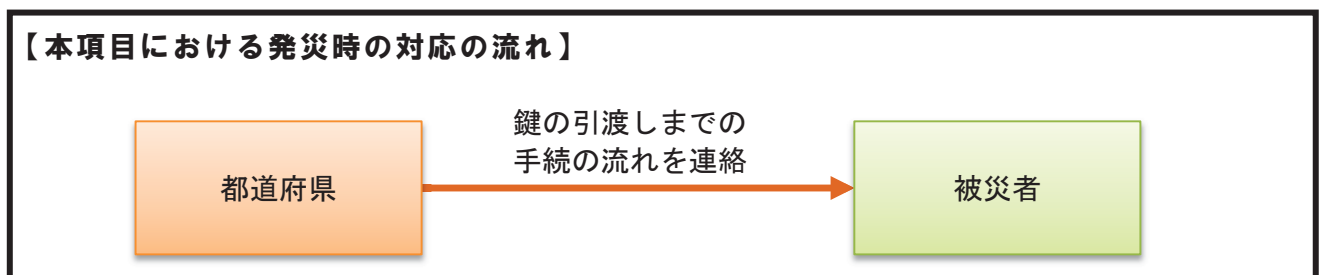 【本項目における発災時の対応の流れ】
鍵の引渡しまでの
手続の流れを連絡
都道府県
被災者